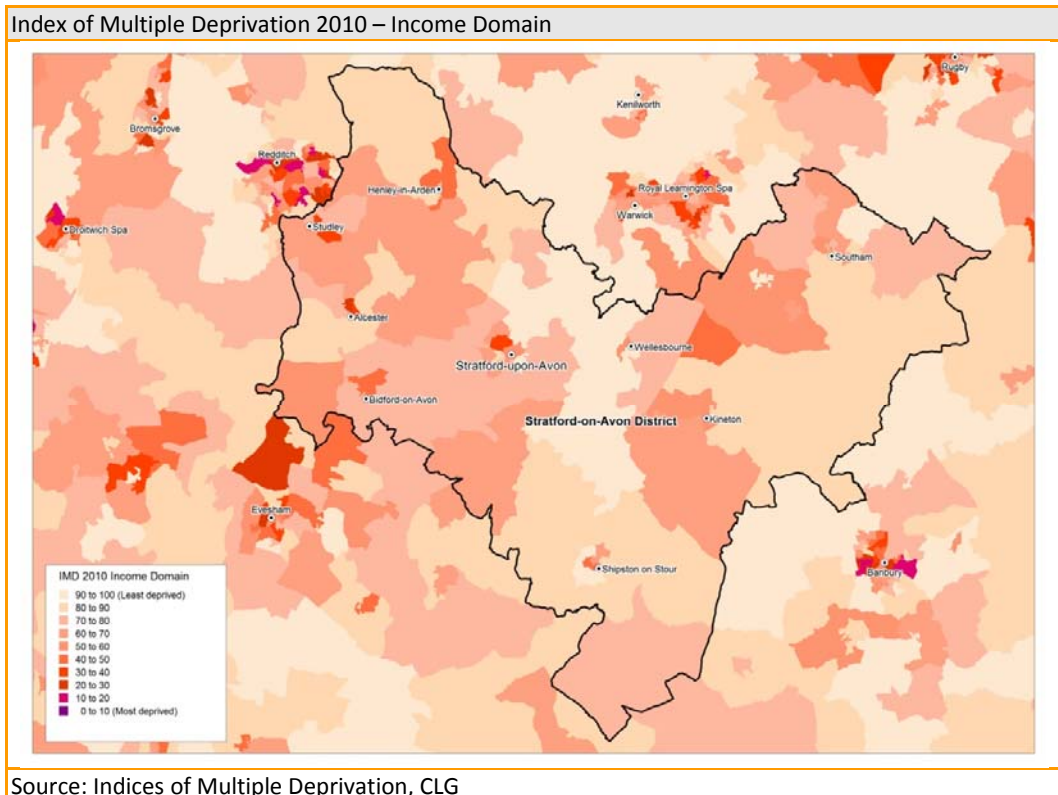 Index of Multiple Deprivation 2010 – Income Domain
Rugby
Kenilworth
Bromsgrove
Redditch
Henley-in-Arden
Royal Leamington Spa
Warwick
Droitwich Spa
Studley
Southam
Alcester
Wellesbourne
Stratford-upon-Avon
Bidford-on-Avon
Stratford-on-Avon District
Kineton
Evesham
Shipston on Stour
Banbury
IMD 2010 Income Domain
90 to 100 (Least deprived)
80 to 90
70 to 80
60 to 70
50 to 60
40 to 50
30 to 40
20 to 30
10 to 20
0 to 10 (Most deprived)
Source: Indices of Multiple Deprivation, CLG